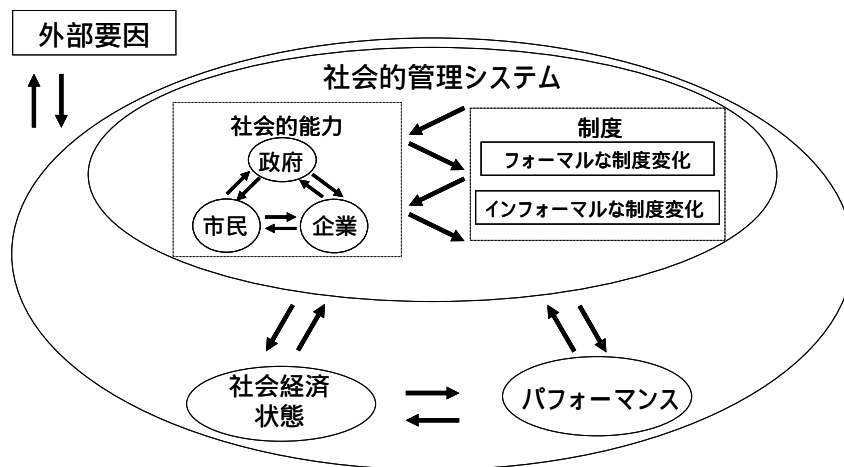 外部要因
社会的管理システム
社会的能力
政府
市民
企業
制度
フォーマルな制度変化
インフォーマルな制度変化
社会経済
状態
パフォーマンス